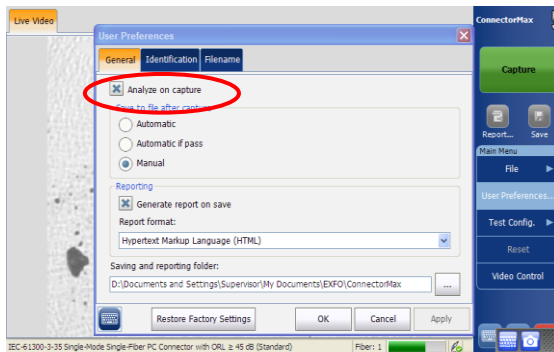 Live Video
ConnectorMax
User Preferences
General Identification Filename
Analyze on capture
Save to file after capture
Automatic
Automatic if pass
Manual
Reporting
Generate report on save
Report format:
Hypertext Markup Language (HTML)
Saving and reporting folder:
D:\Documents and Settings\Supervisor\My Documents\EXFO\ConnectorMax
...
Restore Factory Settings OK Cancel Apply
Capture
Report... Save
Main Menu
File
User Preferences...
Test Config.
Reset
Video Control
IEC-61300-3-35 Single-Mode Single-Fiber PC Connector with ORL ≥ 45 dB (Standard) Fiber: 1